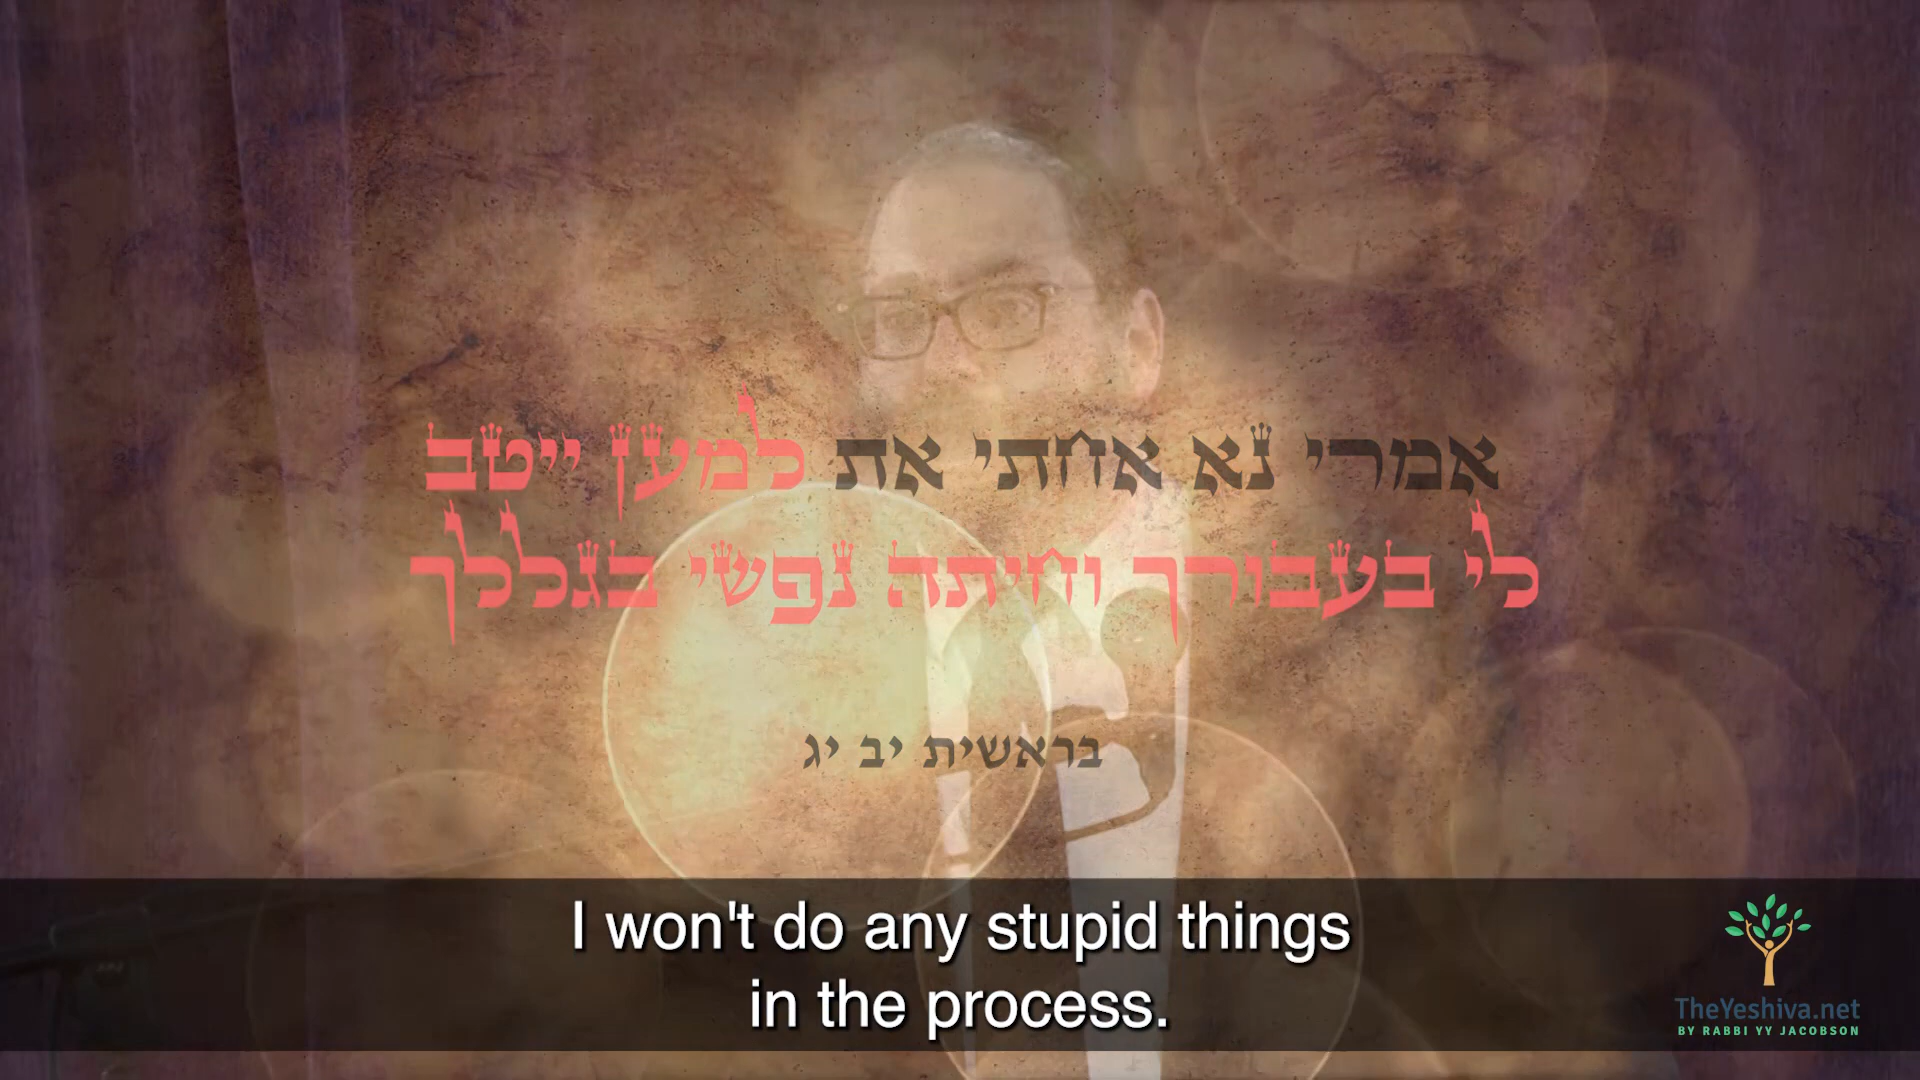 אמרי נא אחתי את למען ייטב
לי בעבורך וחיתה נפשי בגללך
בראשית יב יג
I won't do any stupid things
in the process.
TheYeshiva.net
BY RABBI YY JACOBSON